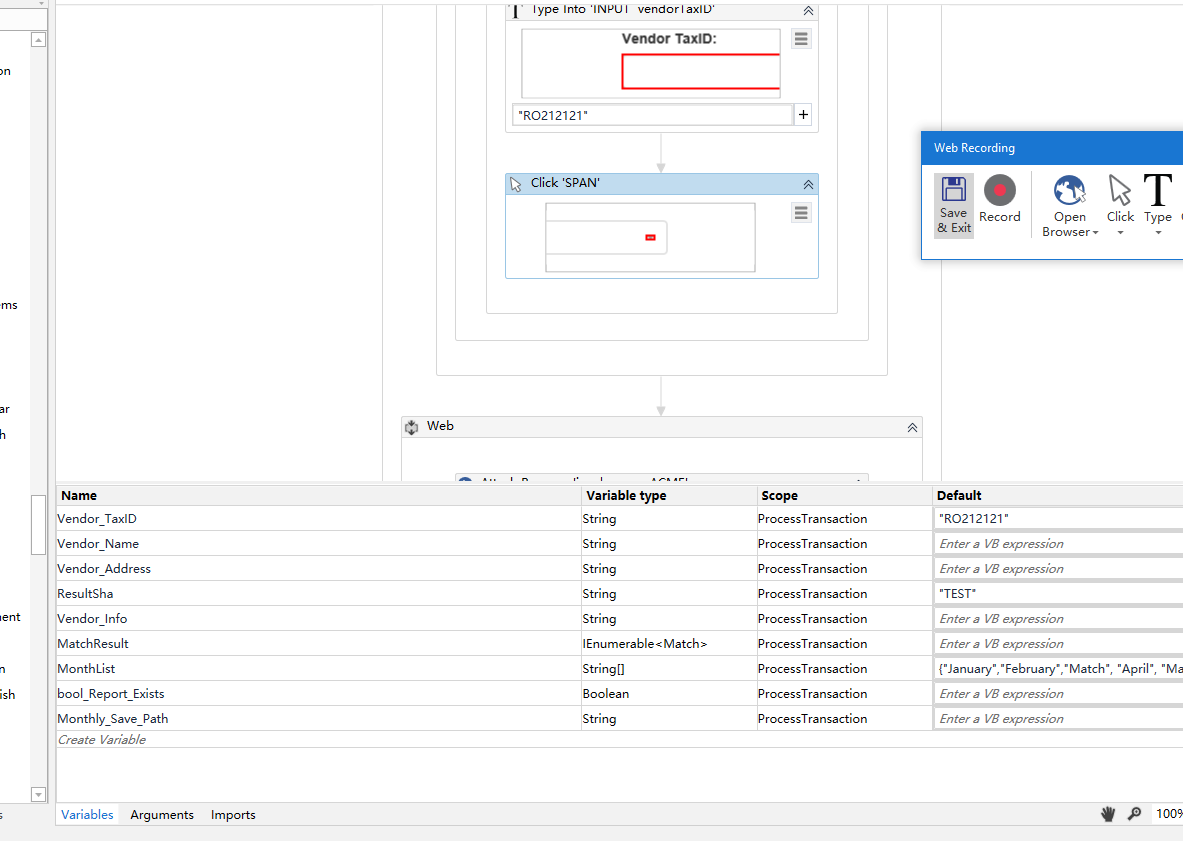 Type Into 'INPUT vendorTaxID'
Vendor TaxID:
"RO212121"
+
Click 'SPAN'
Web Recording
Save & Exit
Record
Open Browser
Click
Type
on
ems
ar
h
Web
Name Variable type Scope Default
Vendor_TaxID String ProcessTransaction "RO212121"
Vendor_Name String ProcessTransaction Enter a VB expression
Vendor_Address String ProcessTransaction Enter a VB expression
ResultSha String ProcessTransaction "TEST"
Vendor_Info String ProcessTransaction Enter a VB expression
MatchResult IEnumerable<Match> ProcessTransaction Enter a VB expression
MonthList String[] ProcessTransaction {"January","February","Match", "April", "Ma
bool_Report_Exists Boolean ProcessTransaction Enter a VB expression
Monthly_Save_Path String ProcessTransaction Enter a VB expression
Create Variable
ent
n
ish
s
Variables Arguments Imports
100%